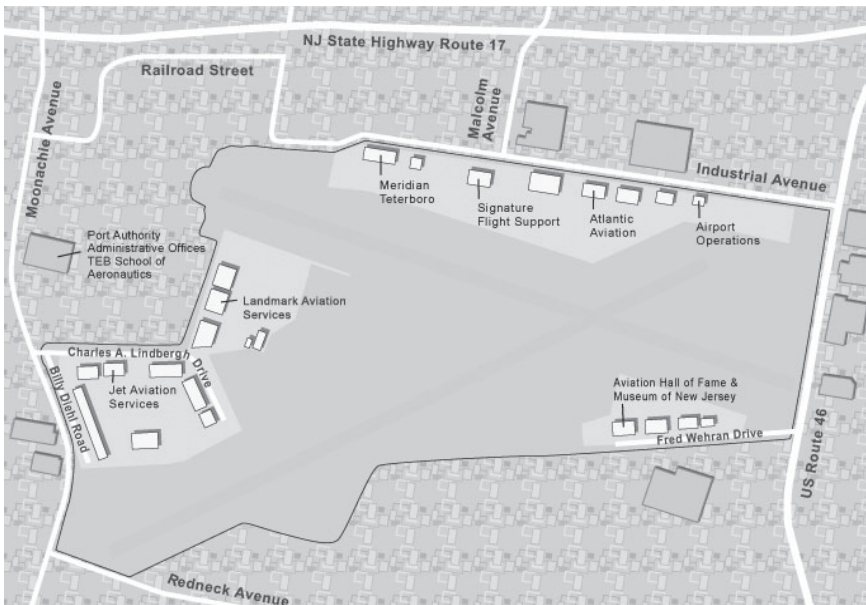 NJ State Highway Route 17
Railroad Street
Malcolm
Avenue
Moonachie Avenue
Industrial Avenue
Meridian
Teterboro
Signature
Flight Support
Atlantic
Aviation
Airport
Operations
Port Authority
Administrative Offices
TEB School of
Aeronautics
Landmark Aviation
Services
Charles A. Lindbergh
Drive
Billy Diehl Road
Jet Aviation
Services
Aviation Hall of Fame &
Museum of New Jersey
Fred Wehran Drive
US Route 46
Redneck Avenue